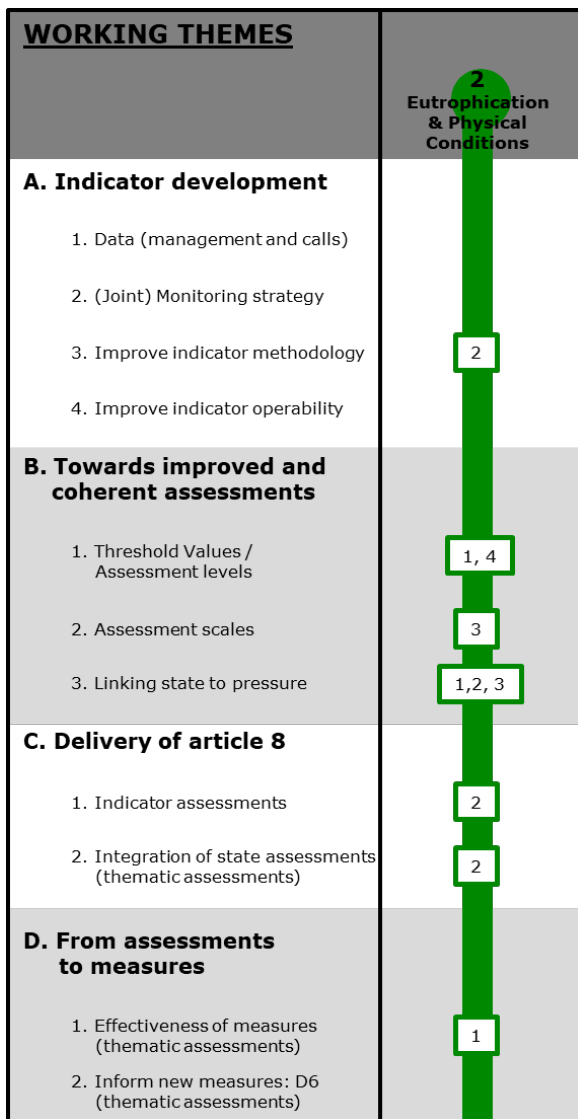 WORKING THEMES
2
Eutrophication
& Physical
Conditions
A. Indicator development
1. Data (management and calls)
2. (Joint) Monitoring strategy
3. Improve indicator methodology
2
4. Improve indicator operability
B. Towards improved and
coherent assessments
1. Threshold Values /
Assessment levels
1, 4
2. Assessment scales
3
3. Linking state to pressure
1,2, 3
C. Delivery of article 8
1. Indicator assessments
2
2. Integration of state assessments
(thematic assessments)
2
D. From assessments
to measures
1. Effectiveness of measures
(thematic assessments)
1
2. Inform new measures: D6
(thematic assessments)